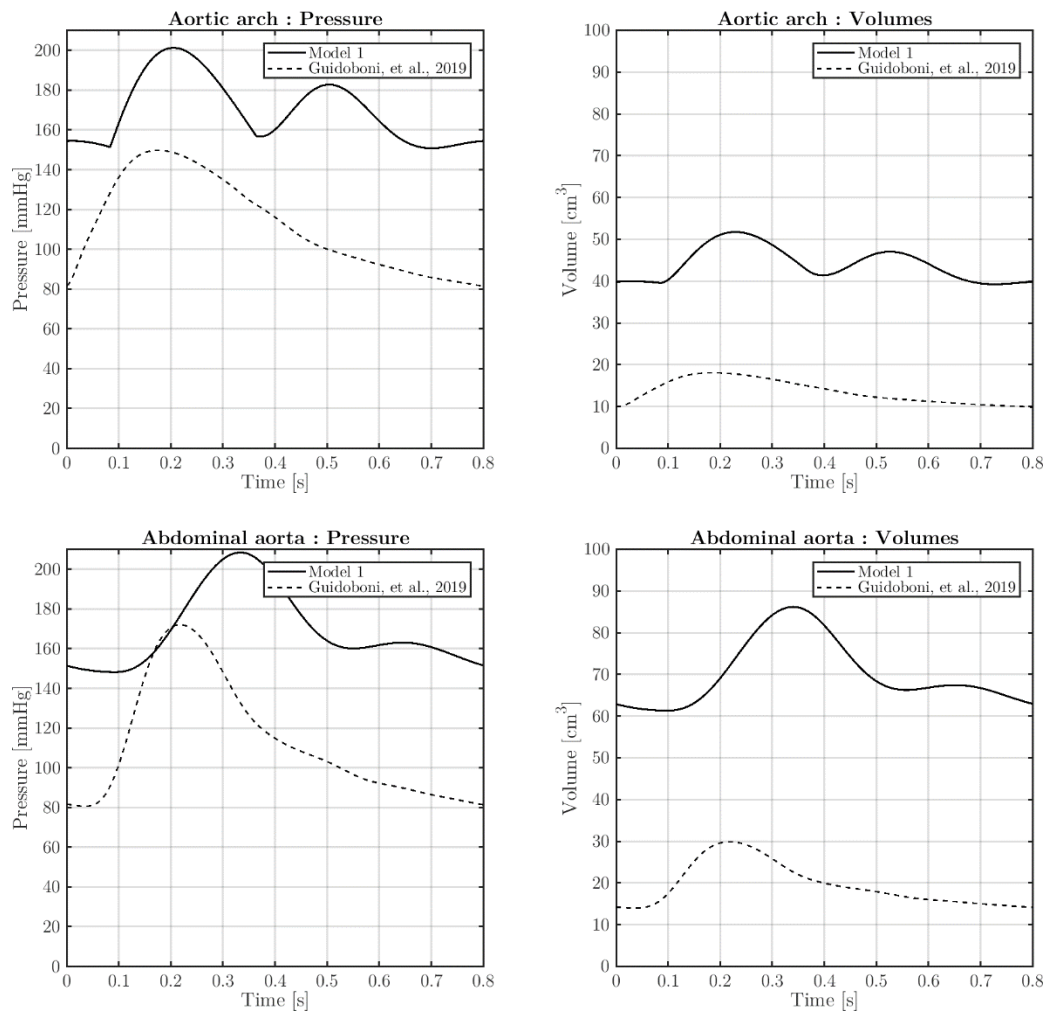 Aortic arch : Pressure
Pressure [mmHg]
200
180
160
140
120
100
80
60
40
20
0
Model 1
Guidoboni, et al., 2019
0 0.1 0.2 0.3 0.4 0.5 0.6 0.7 0.8
Time [s]
Aortic arch : Volumes
Volume [cm³]
100
90
80
70
60
50
40
30
20
10
0
Model 1
Guidoboni, et al., 2019
0 0.1 0.2 0.3 0.4 0.5 0.6 0.7 0.8
Time [s]
Abdominal aorta : Pressure
Pressure [mmHg]
200
180
160
140
120
100
80
60
40
20
0
Model 1
Guidoboni, et al., 2019
0 0.1 0.2 0.3 0.4 0.5 0.6 0.7 0.8
Time [s]
Abdominal aorta : Volumes
Volume [cm³]
100
90
80
70
60
50
40
30
20
10
0
Model 1
Guidoboni, et al., 2019
0 0.1 0.2 0.3 0.4 0.5 0.6 0.7 0.8
Time [s]